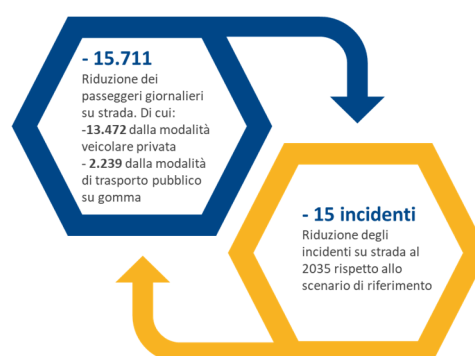 - 15.711
Riduzione dei
passeggeri giornalieri
su strada. Di cui:
-13.472 dalla modalità
veicolare privata
- 2.239 dalla modalità
di trasporto pubblico
su gomma
- 15 incidenti
Riduzione degli
incidenti su strada al
2035 rispetto allo
scenario di riferimento